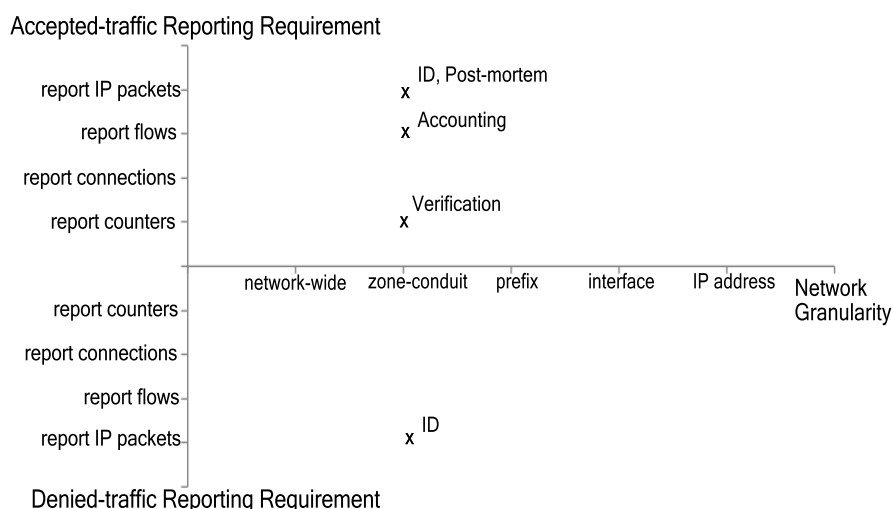 Accepted-traffic Reporting Requirement
ID, Post-mortem
report IP packets
x
Accounting
report flows
x
report connections
Verification
report counters
x
network-wide zone-conduit prefix interface IP address
Network
Granularity
report counters
report connections
report flows
ID
report IP packets
x
Denied-traffic Reporting Requirement